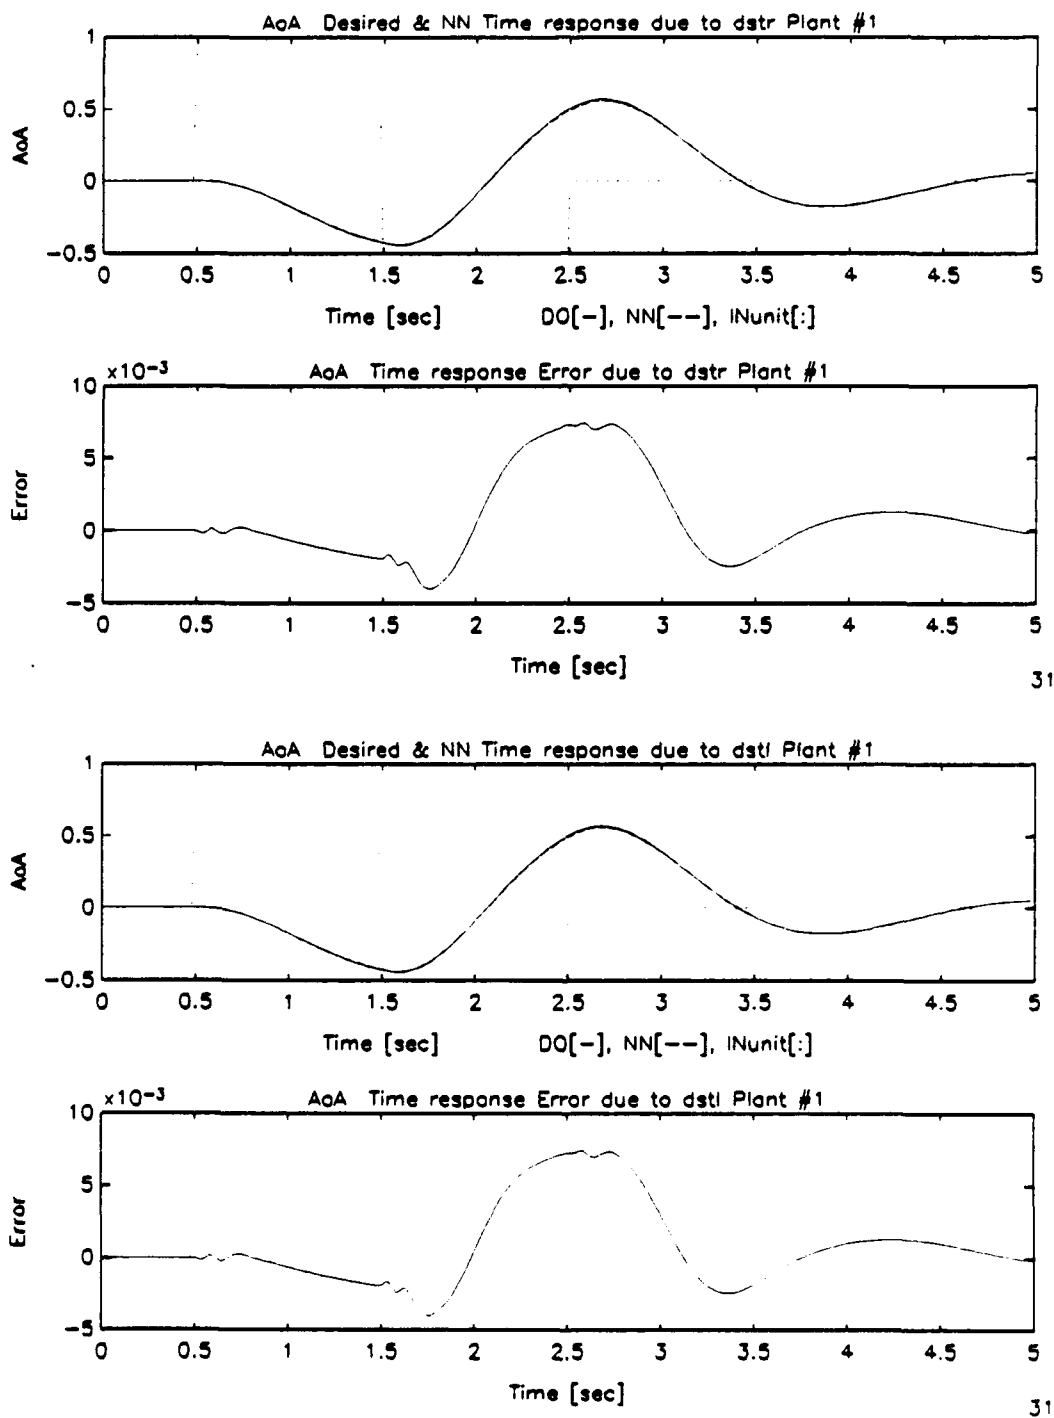 AoA Desired & NN Time response due to dstr Plant #1
1
0.5
0
-0.5
AoA
0 0.5 1 1.5 2 2.5 3 3.5 4 4.5 5
Time [sec] DO[-], NN[--], INunit[:]
x10-3
AoA Time response Error due to dstr Plant #1
10
5
0
-5
Error
0 0.5 1 1.5 2 2.5 3 3.5 4 4.5 5
Time [sec]
31
AoA Desired & NN Time response due to dstl Plant #1
1
0.5
0
-0.5
AoA
0 0.5 1 1.5 2 2.5 3 3.5 4 4.5 5
Time [sec] DO[-], NN[--], INunit[:]
x10-3
AoA Time response Error due to dstl Plant #1
10
5
0
-5
Error
0 0.5 1 1.5 2 2.5 3 3.5 4 4.5 5
Time [sec]
31